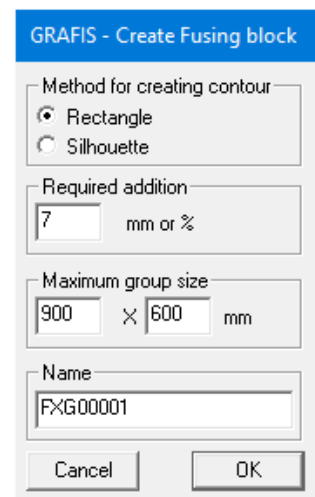 GRAFIS - Create Fusing block
Method for creating contour
Rectangle
Silhouette
Required addition
7 mm or %
Maximum group size
900 X 600 mm
Name
FXG00001
Cancel OK